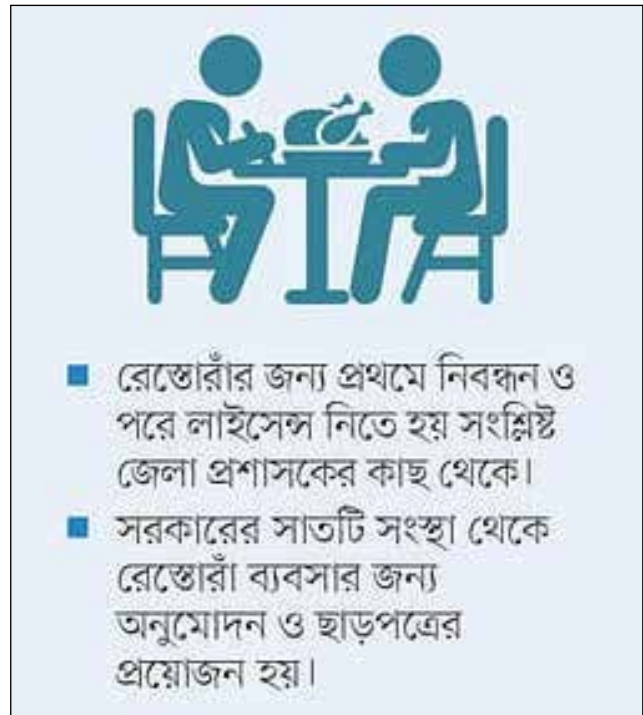 রেস্তোরাঁর জন্য প্রথমে নিবন্ধন ও
পরে লাইসেন্স নিতে হয় সংশ্লিষ্ট
জেলা প্রশাসকের কাছ থেকে।
সরকারের সাতটি সংস্থা থেকে
রেস্তোরাঁ ব্যবসার জন্য
অনুমোদন ও ছাড়পত্রের
প্রয়োজন হয়।